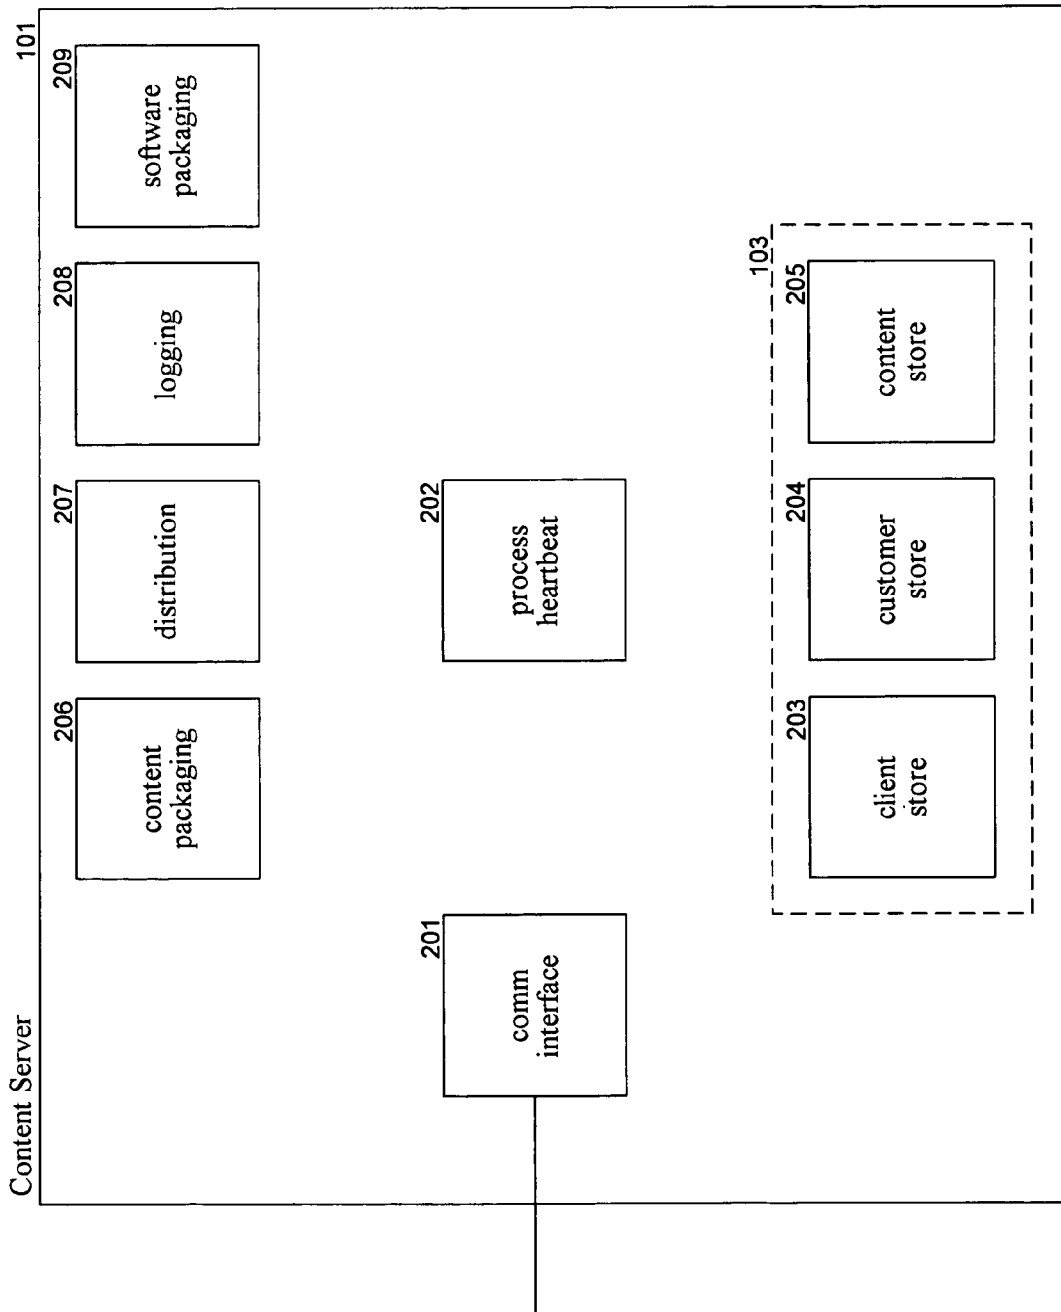 Content Server
101
206
content
packaging
207
distribution
208
logging
209
software
packaging
201
comm
interface
202
process
heartbeat
103
203
client
store
204
customer
store
205
content
store